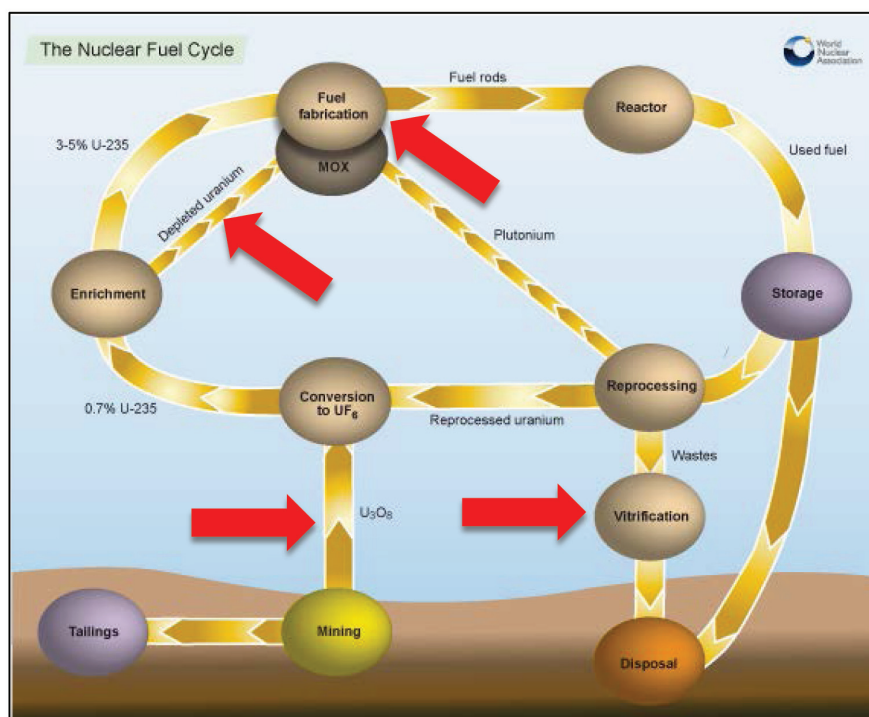 The Nuclear Fuel Cycle
World
Nuclear
Association
Fuel rods
Fuel
fabrication
Reactor
3-5% U-235
MOX
Used fuel
Depleted uranium
Plutonium
Enrichment
Storage
Conversion
to UF₆
Reprocessing
0.7% U-235
Reprocessed uranium
Wastes
U₃O₈
Vitrification
Tailings
Mining
Disposal